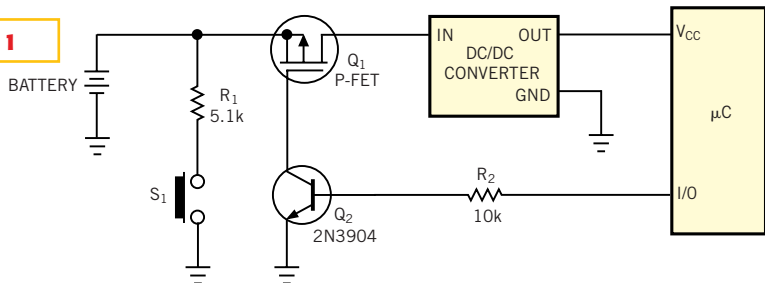 1
BATTERY
R₁
5.1k
S₁
Q₁
P-FET
Q₂
2N3904
IN
OUT
DC/DC
CONVERTER
GND
R₂
10k
V_CC
μC
I/O